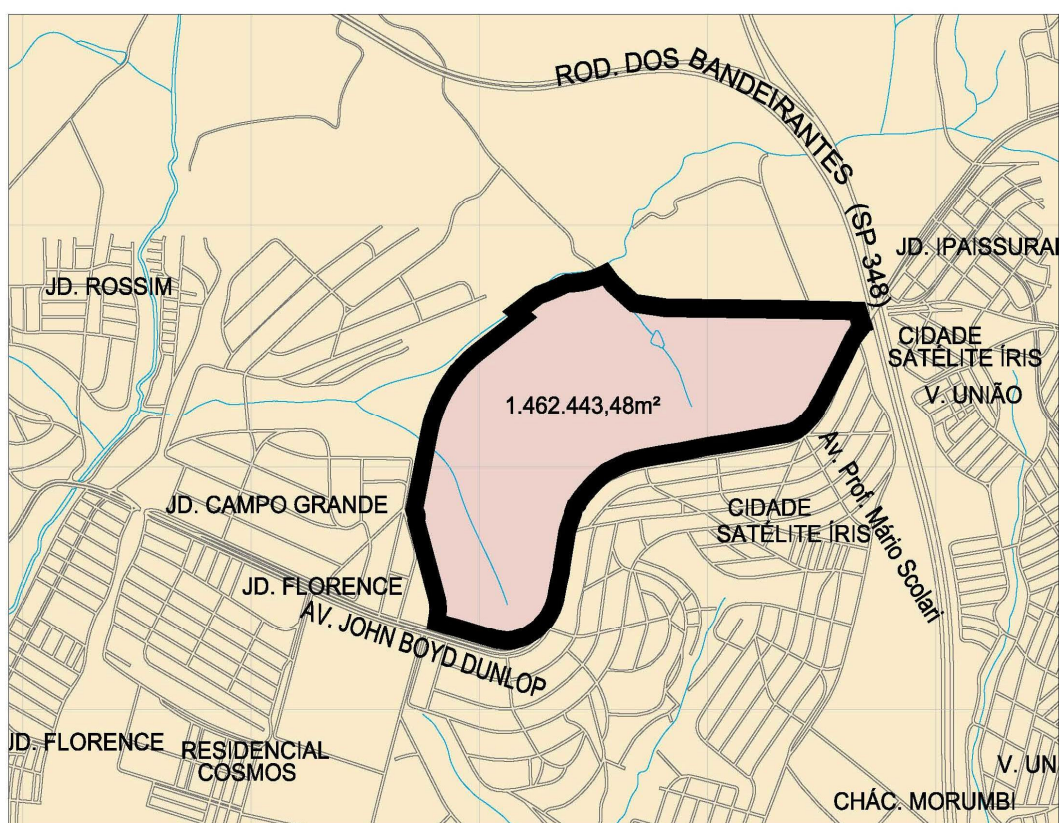 ROD. DOS BANDEIRANTES (SP 348)
JD. IPAISSURAI
JD. ROSSIM
CIDADE
SATÉLITE ÍRIS
V. UNIÃO
1.462.443,48m²
Av. Prof. Mário Scolari
JD. CAMPO GRANDE
CIDADE
SATÉLITE ÍRIS
JD. FLORENCE
AV. JOHN BOYD DUNLOP
JD. FLORENCE
RESIDENCIAL
COSMOS
V. UN
CHÁC. MORUMBI